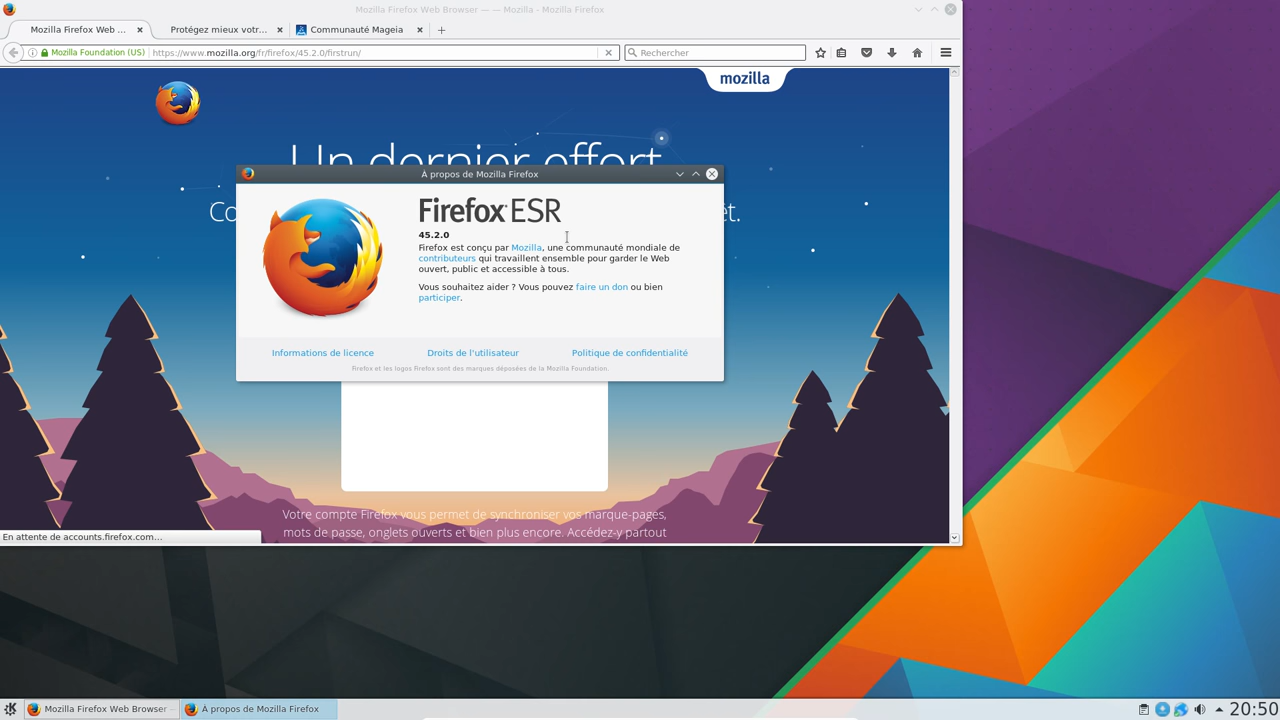 Mozilla Firefox Web Browser — — Mozilla - Mozilla Firefox
Mozilla Firefox Web ...
Protégez mieux votr...
Communauté Mageia
Mozilla Foundation (US)
https://www.mozilla.org/fr/firefox/45.2.0/firstrun/
Rechercher
mozilla
Un dernier effort
Co
êt.
À propos de Mozilla Firefox
Firefox ESR
45.2.0
Firefox est conçu par Mozilla, une communauté mondiale de
contributeurs qui travaillent ensemble pour garder le Web
ouvert, public et accessible à tous.
Vous souhaitez aider ? Vous pouvez faire un don ou bien
participer.
Informations de licence
Droits de l'utilisateur
Politique de confidentialité
Firefox et les logos Firefox sont des marques déposées de la Mozilla Foundation.
Votre compte Firefox vous permet de synchroniser vos marque-pages,
mots de passe, onglets ouverts et bien plus encore. Accédez-y partout
En attente de accounts.firefox.com...
Mozilla Firefox Web Browser —
À propos de Mozilla Firefox
20:50